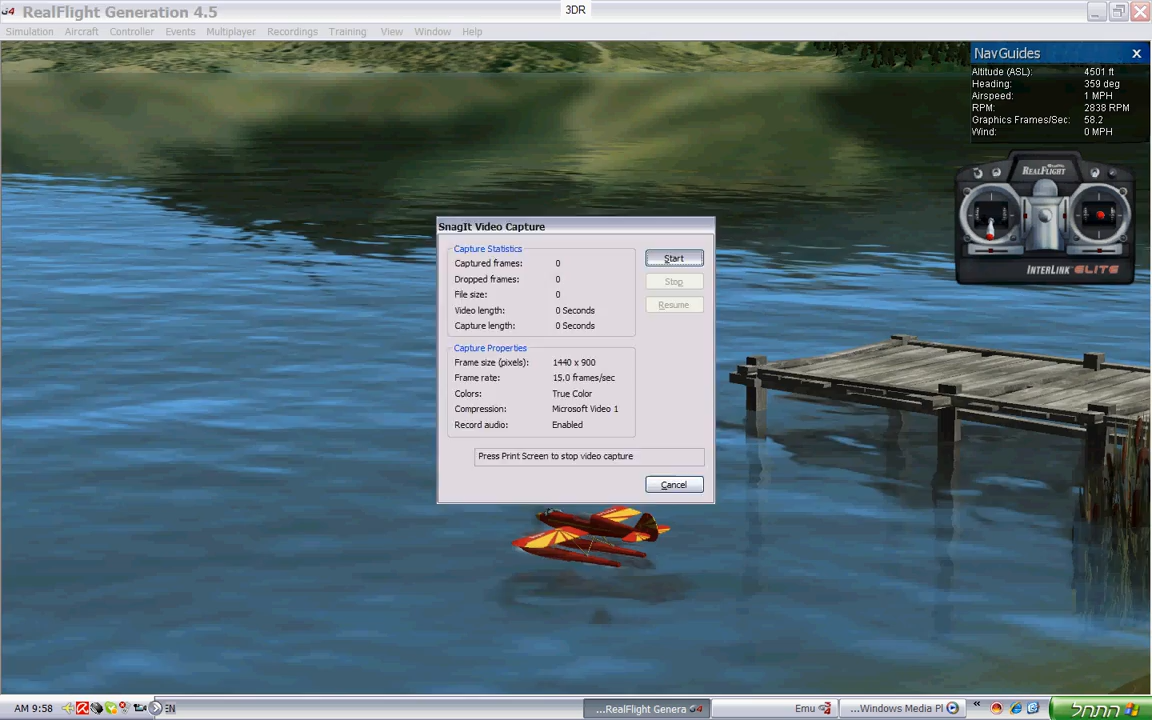 RealFlight Generation 4.5
3DR
Simulation Aircraft Controller Events Multiplayer Recordings Training View Window Help
NavGuides
Altitude (ASL): 4501 ft
Heading: 359 deg
Airspeed: 1 MPH
RPM: 2838 RPM
Graphics Frames/Sec: 58.2
Wind: 0 MPH
REALFLIGHT
INTERLINK ELITE
SnagIt Video Capture
Capture Statistics
Captured frames: 0
Dropped frames: 0
File size: 0
Video length: 0 Seconds
Capture length: 0 Seconds
Start
Stop
Resume
Capture Properties
Frame size (pixels): 1440 x 900
Frame rate: 15.0 frames/sec
Colors: True Color
Compression: Microsoft Video 1
Record audio: Enabled
Press Print Screen to stop video capture
Cancel
AM 9:58 EN ...RealFlight Genera G4 Emu ...Windows Media Pl « התחל